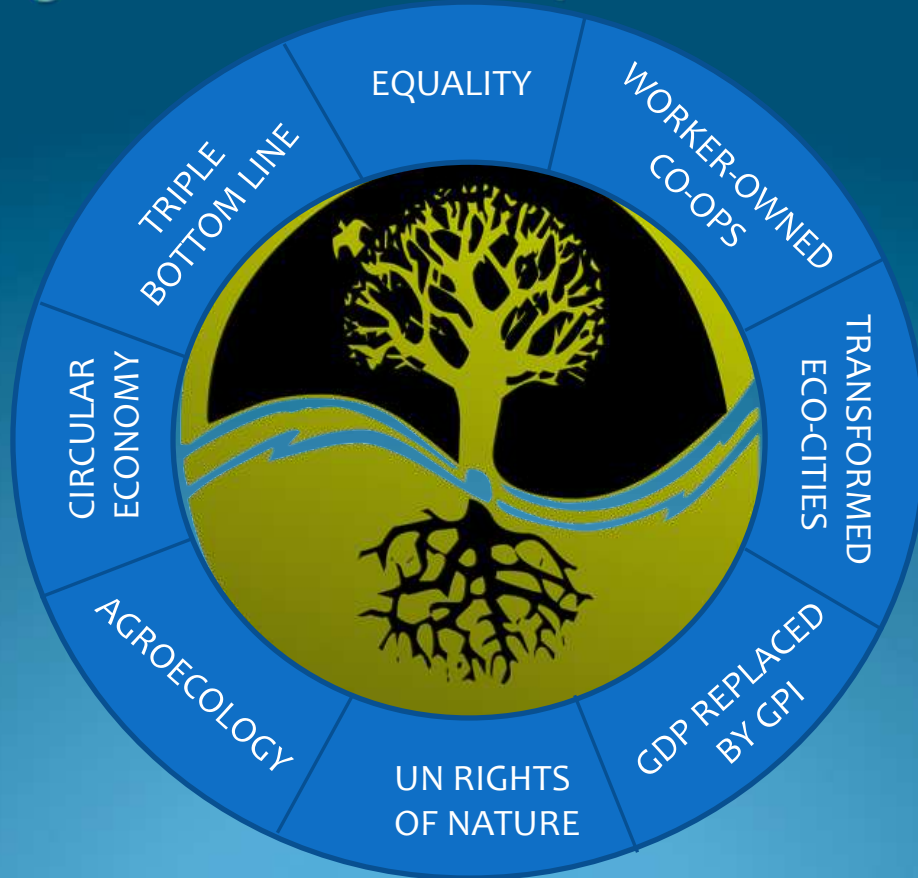 EQUALITY
WORKER-OWNED
CO-OPS
TRANSFORMED
ECO-CITIES
GDP REPLACED
BY GPI
UN RIGHTS
OF NATURE
AGROECOLOGY
CIRCULAR
ECONOMY
TRIPLE
BOTTOM LINE